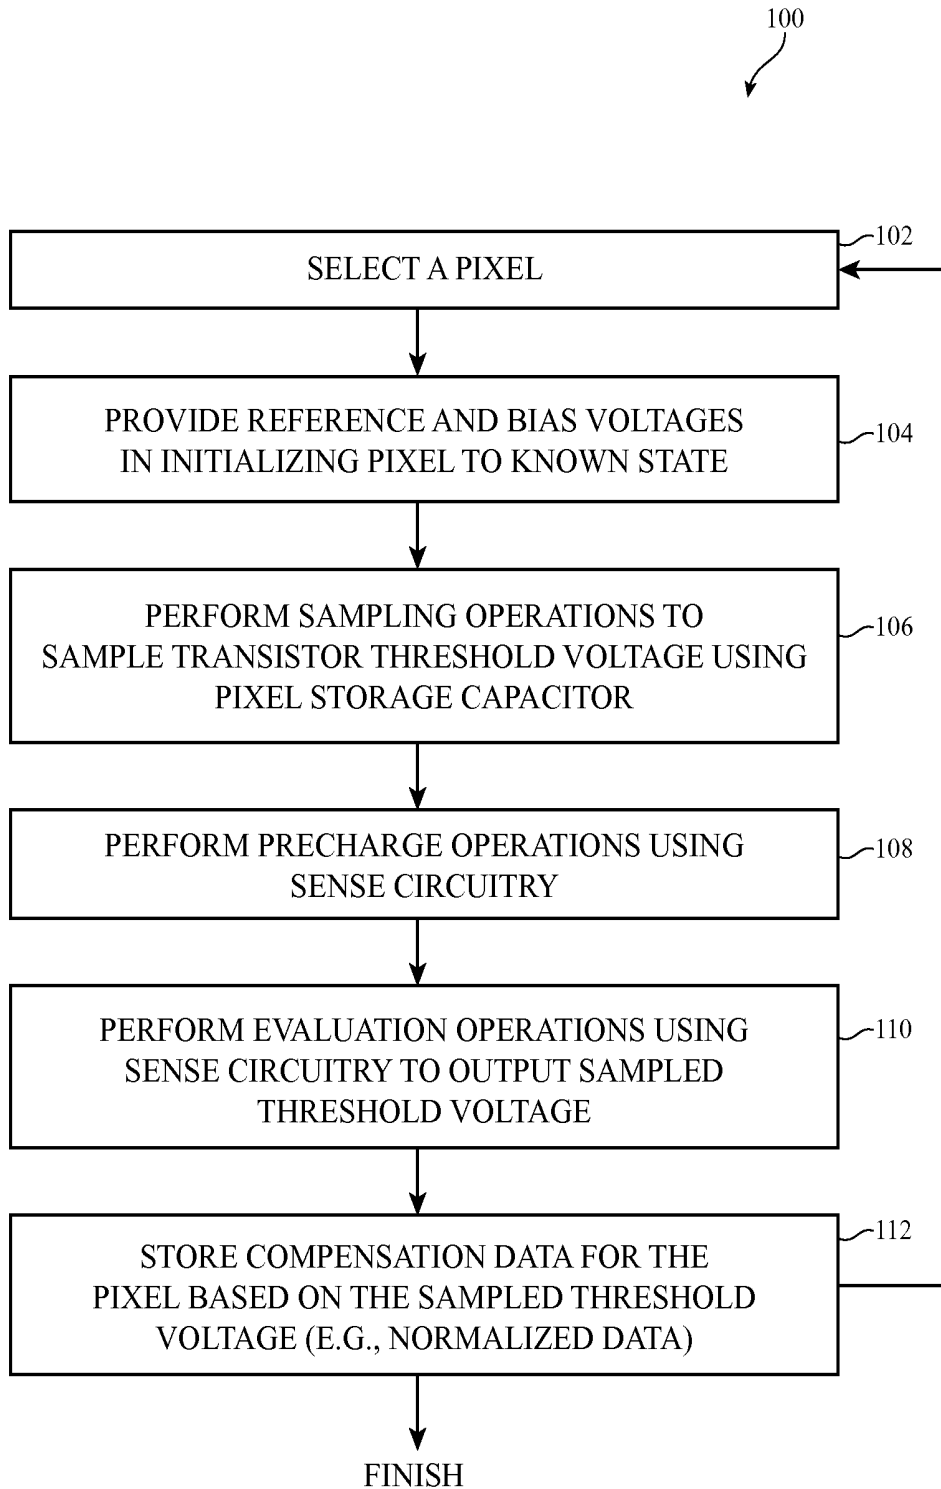 100
102
SELECT A PIXEL
PROVIDE REFERENCE AND BIAS VOLTAGES
IN INITIALIZING PIXEL TO KNOWN STATE
104
PERFORM SAMPLING OPERATIONS TO
SAMPLE TRANSISTOR THRESHOLD VOLTAGE USING
PIXEL STORAGE CAPACITOR
106
PERFORM PRECHARGE OPERATIONS USING
SENSE CIRCUITRY
108
PERFORM EVALUATION OPERATIONS USING
SENSE CIRCUITRY TO OUTPUT SAMPLED
THRESHOLD VOLTAGE
110
STORE COMPENSATION DATA FOR THE
PIXEL BASED ON THE SAMPLED THRESHOLD
VOLTAGE (E.G., NORMALIZED DATA)
112
FINISH